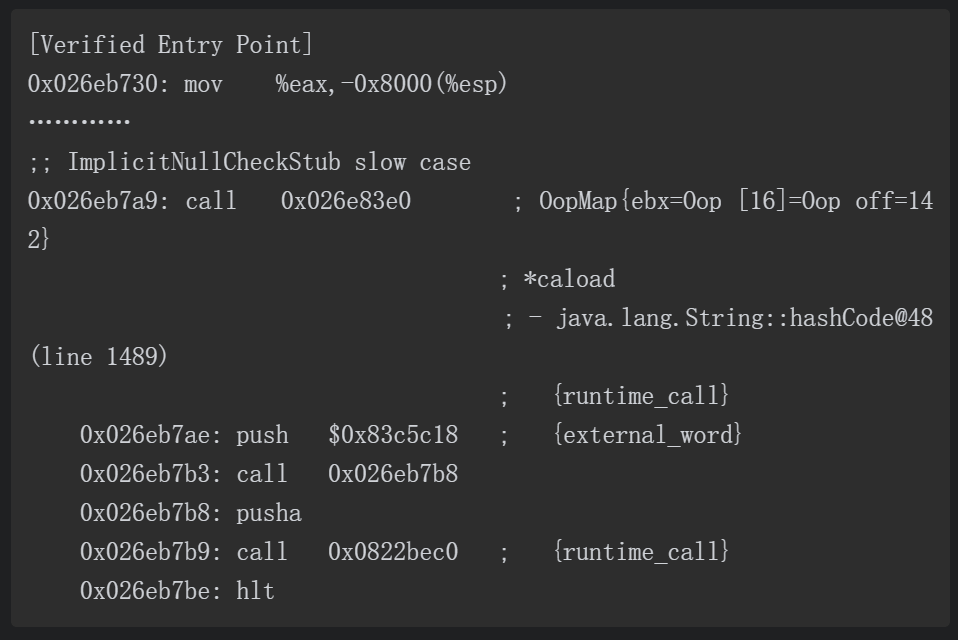 [Verified Entry Point]
0x026eb730: mov    %eax,-0x8000(%esp)
…………
;; ImplicitNullCheckStub slow case
0x026eb7a9: call   0x026e83e0        ; OopMap{ebx=Oop [16]=Oop off=14
2}
; *caload
; - java.lang.String::hashCode@48
(line 1489)
;   {runtime_call}
0x026eb7ae: push   $0x83c5c18   ;   {external_word}
0x026eb7b3: call   0x026eb7b8
0x026eb7b8: pusha
0x026eb7b9: call   0x0822bec0   ;   {runtime_call}
0x026eb7be: hlt